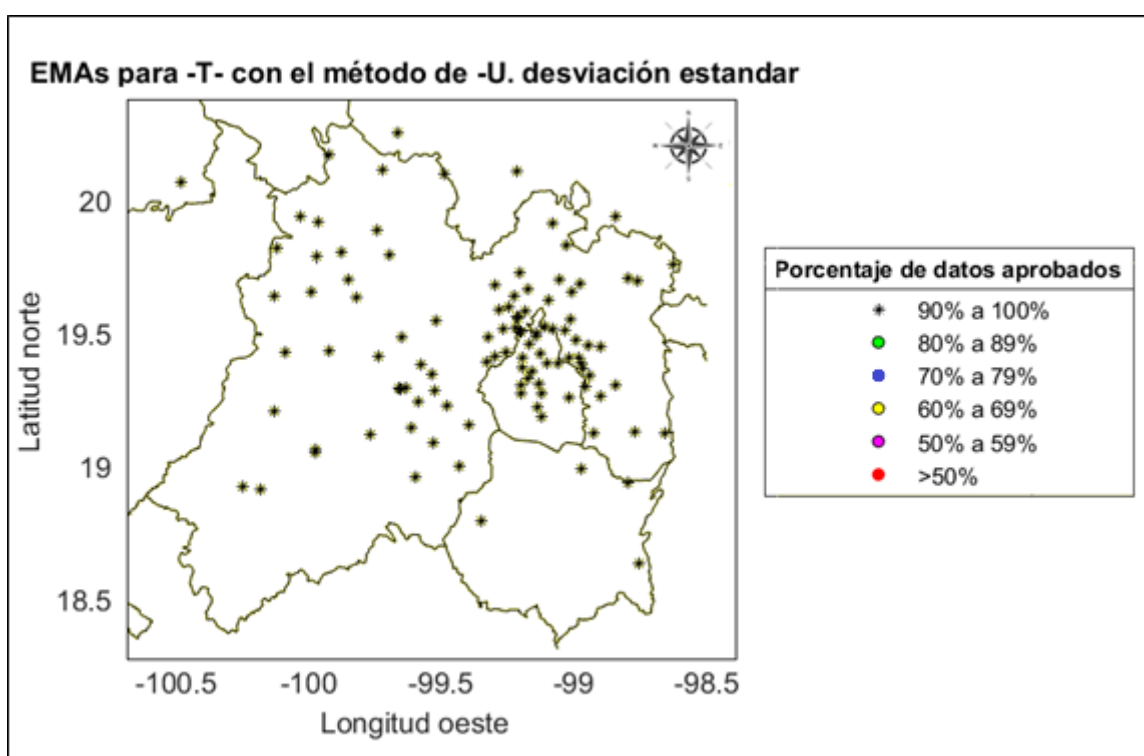 EMAs para -T- con el método de -U. desviación estandar
20
19.5
19
18.5
Latitud norte
-100.5 -100 -99.5 -99 -98.5
Longitud oeste
Porcentaje de datos aprobados
90% a 100%
80% a 89%
70% a 79%
60% a 69%
50% a 59%
>50%